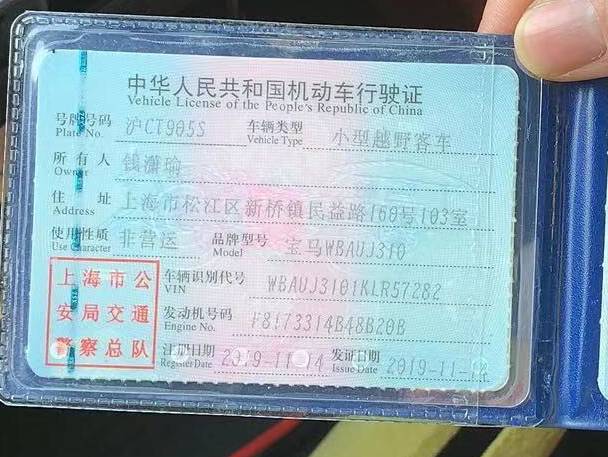 中华人民共和国机动车行驶证
Vehicle License of the People's Republic of China
号牌号码 Plate No. 沪CT905S 车辆类型 Vehicle Type 小型越野客车
所有人 Owner 钱潇瑜
住址 Address 上海市松江区新桥镇民益路160号103室
使用性质 Use Character 非营运 品牌型号 Model 宝马WBAUJ310
上海市公安局交通警察总队
车辆识别代号 VIN WBAUJ3101KLR57282
发动机号码 Engine No. F8173314B48B20B
注册日期 Register Date 2019-11-14 发证日期 Issue Date